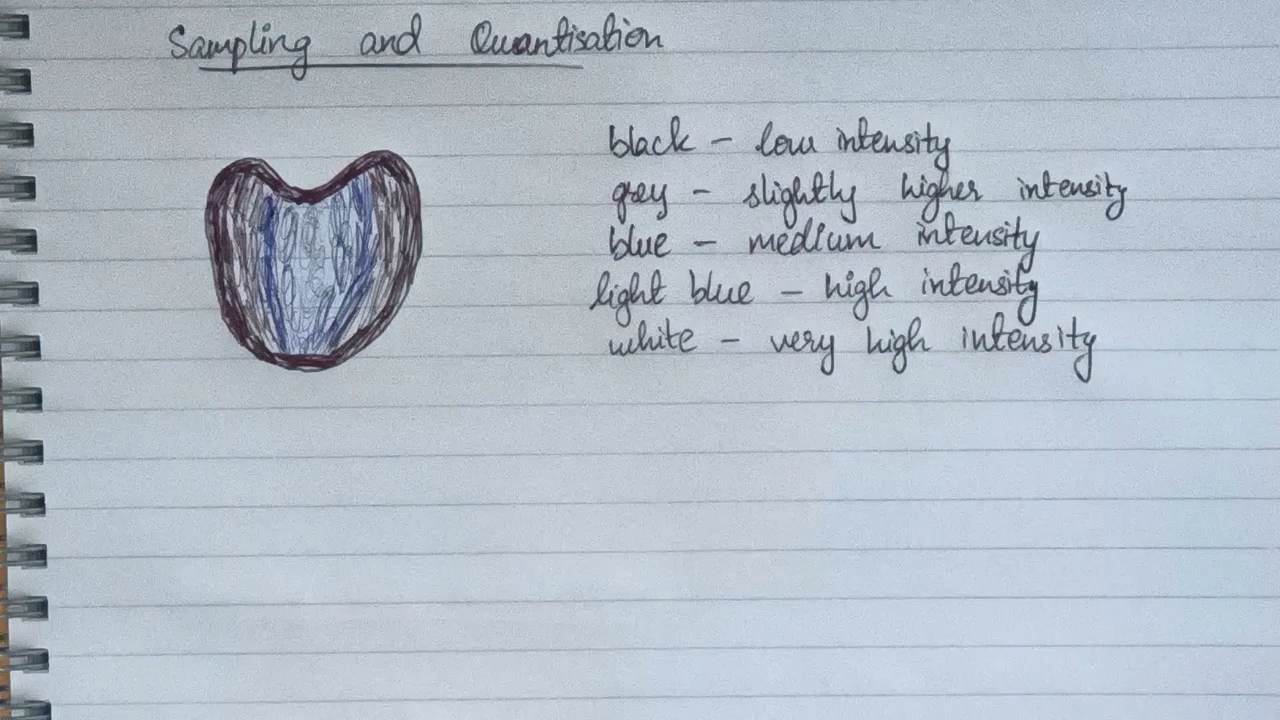 Sampling and Quantisation
black - low intensity
grey - slightly higher intensity
blue - medium intensity
light blue - high intensity
white - very high intensity